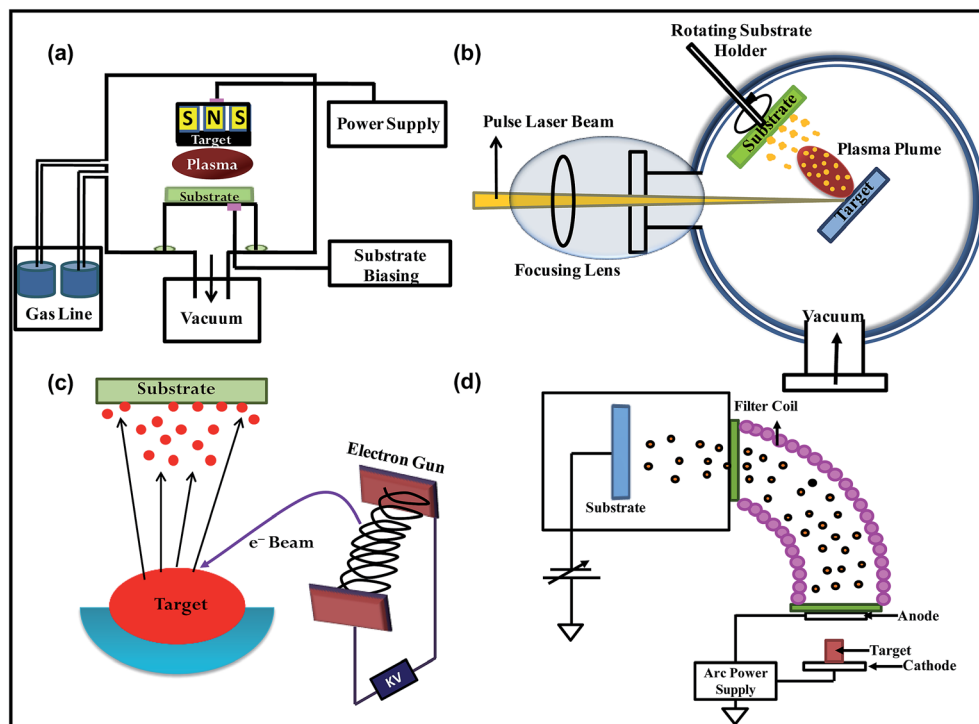 (a)
S N S
Target
Plasma
Substrate
Power Supply
Substrate
Biasing
Gas Line
Vacuum
(b)
Rotating Substrate
Holder
Substrate
Pulse Laser Beam
Plasma Plume
Target
Focusing Lens
Vacuum
(c)
Substrate
Electron Gun
e⁻ Beam
Target
KV
(d)
Filter Coil
Substrate
Anode
Target
Cathode
Arc Power
Supply